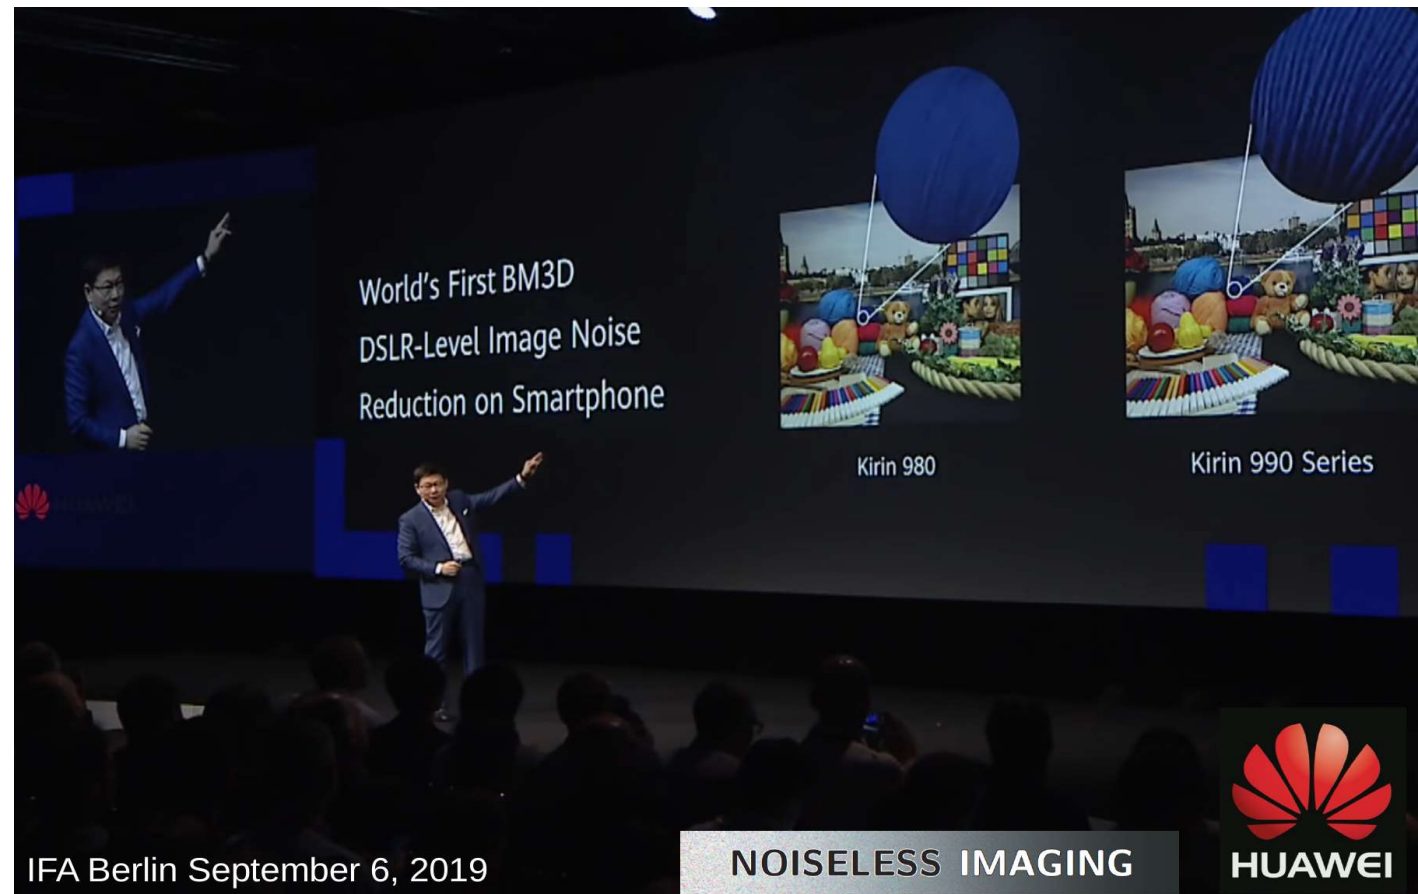 World's First BM3D
DSLR-Level Image Noise
Reduction on Smartphone
Kirin 980
Kirin 990 Series
HUAWEI
IFA Berlin September 6, 2019
NOISELESS IMAGING
HUAWEI